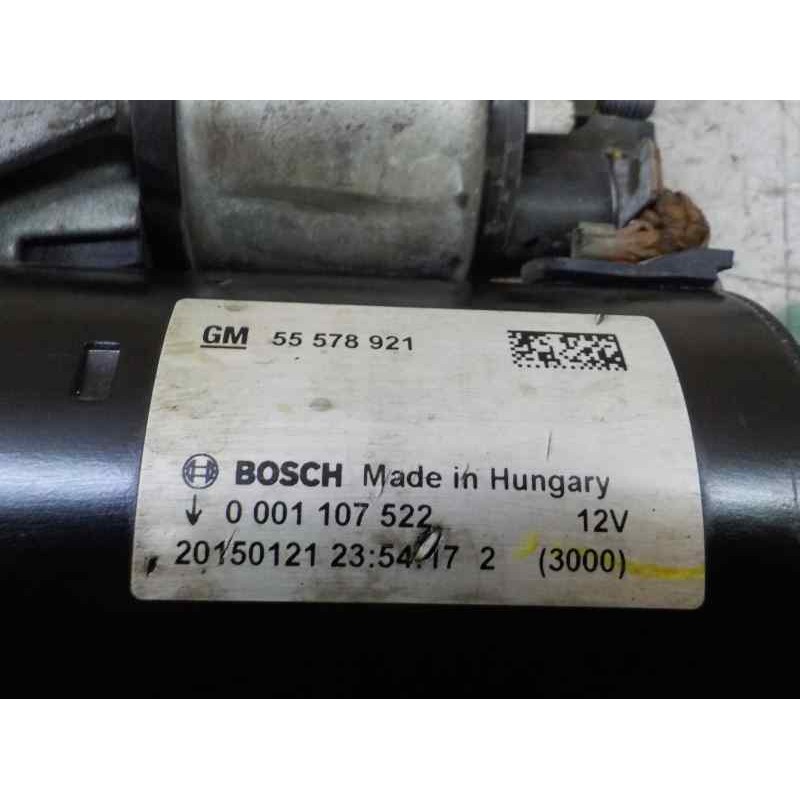 GM 55 578 921
BOSCH Made in Hungary
↓ 0 001 107 522 12V
20150121 23:54:17 2 (3000)